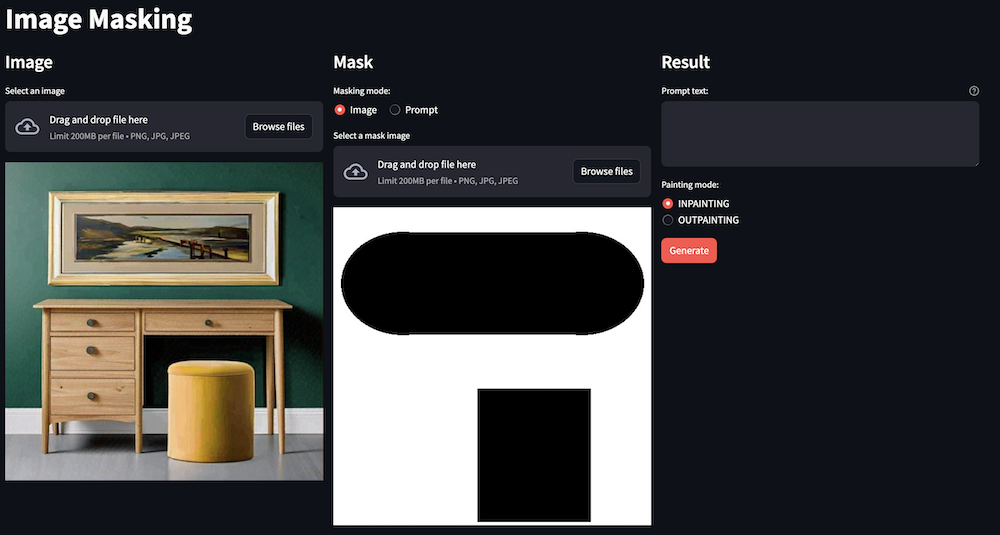 Image Masking
Image
Select an image
Drag and drop file here
Limit 200MB per file • PNG, JPG, JPEG
Browse files
Mask
Masking mode:
Image
Prompt
Select a mask image
Drag and drop file here
Limit 200MB per file • PNG, JPG, JPEG
Browse files
Result
Prompt text:
Painting mode:
INPAINTING
OUTPAINTING
Generate